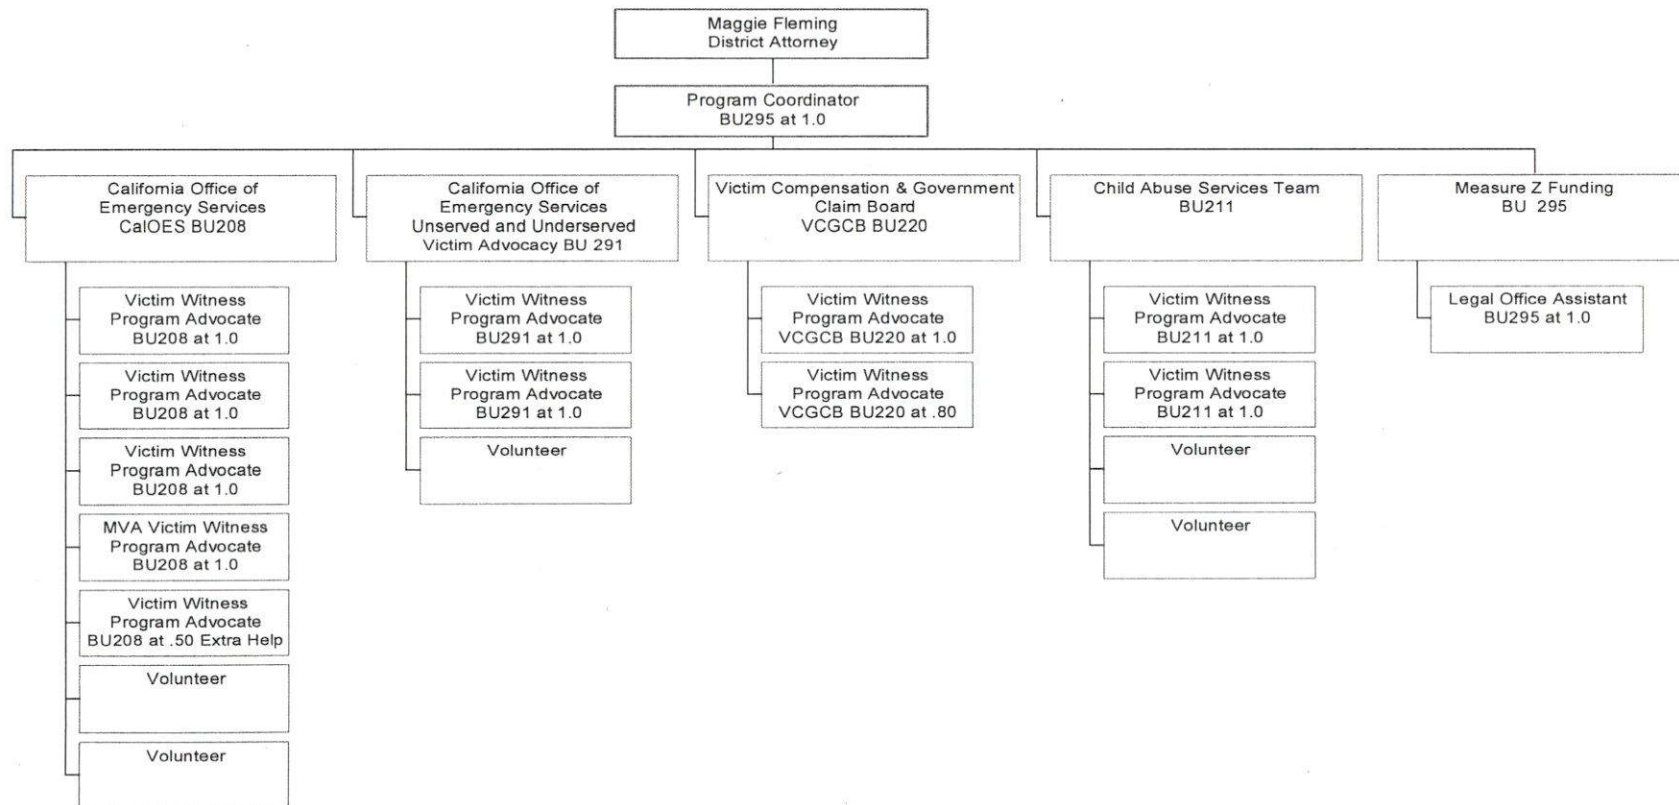 Maggie Fleming
District Attorney
Program Coordinator
BU295 at 1.0
California Office of
Emergency Services
CalOES BU208
Victim Witness
Program Advocate
BU208 at 1.0
Victim Witness
Program Advocate
BU208 at 1.0
Victim Witness
Program Advocate
BU208 at 1.0
MVA Victim Witness
Program Advocate
BU208 at 1.0
Victim Witness
Program Advocate
BU208 at .50 Extra Help
Volunteer
Volunteer
California Office of
Emergency Services
Unserved and Underserved
Victim Advocacy BU 291
Victim Witness
Program Advocate
BU291 at 1.0
Victim Witness
Program Advocate
BU291 at 1.0
Volunteer
Victim Compensation & Government
Claim Board
VCGCB BU220
Victim Witness
Program Advocate
VCGCB BU220 at 1.0
Victim Witness
Program Advocate
VCGCB BU220 at .80
Child Abuse Services Team
BU211
Victim Witness
Program Advocate
BU211 at 1.0
Victim Witness
Program Advocate
BU211 at 1.0
Volunteer
Volunteer
Measure Z Funding
BU 295
Legal Office Assistant
BU295 at 1.0